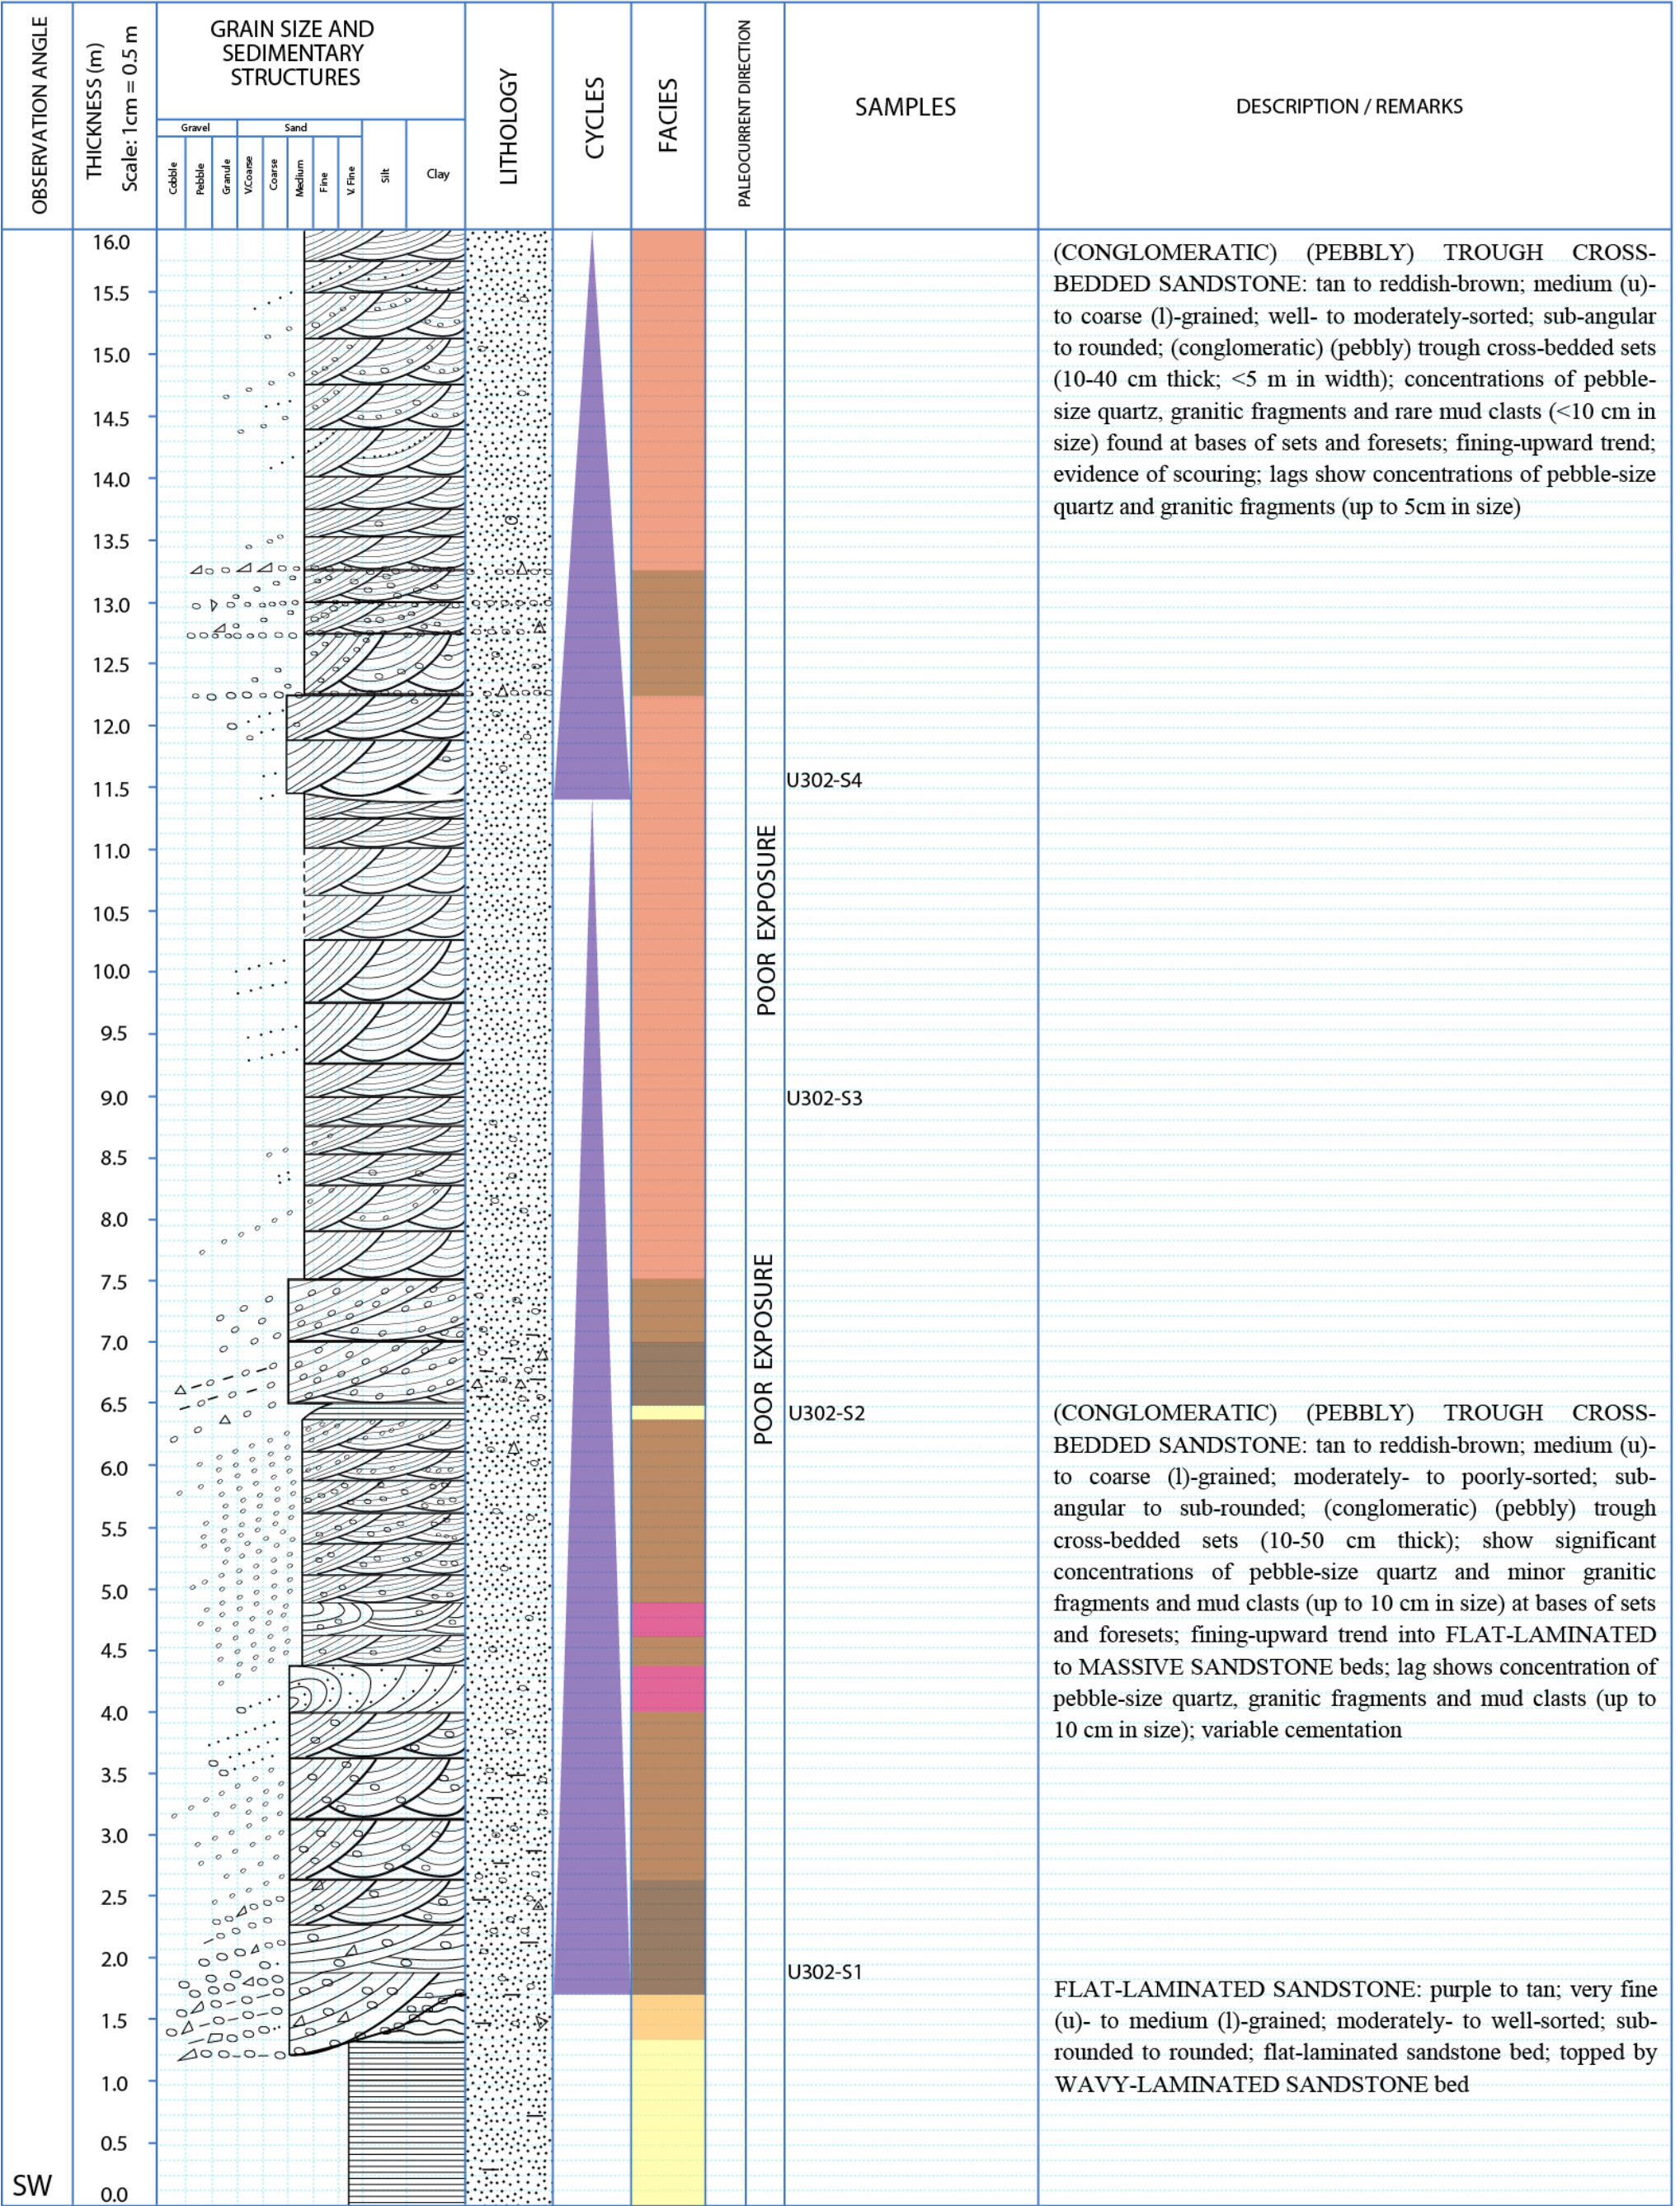 OBSERVATION ANGLE
THICKNESS (m)
Scale: 1cm = 0.5 m
GRAIN SIZE AND
SEDIMENTARY
STRUCTURES
Gravel
Sand
Cobble
Pebble
Granule
V.Coarse
Coarse
Medium
Fine
V. Fine
Silt
Clay
LITHOLOGY
CYCLES
FACIES
PALEOCURRENT DIRECTION
SAMPLES
DESCRIPTION / REMARKS
16.0
15.5
15.0
14.5
14.0
13.5
13.0
12.5
12.0
11.5
11.0
10.5
10.0
9.5
9.0
8.5
8.0
7.5
7.0
6.5
6.0
5.5
5.0
4.5
4.0
3.5
3.0
2.5
2.0
1.5
1.0
0.5
0.0
SW
POOR EXPOSURE
POOR EXPOSURE
U302-S4
U302-S3
U302-S2
U302-S1
(CONGLOMERATIC) (PEBBLY) TROUGH CROSS-
BEDDED SANDSTONE: tan to reddish-brown; medium (u)-
to coarse (l)-grained; well- to moderately-sorted; sub-angular
to rounded; (conglomeratic) (pebbly) trough cross-bedded sets
(10-40 cm thick; <5 m in width); concentrations of pebble-
size quartz, granitic fragments and rare mud clasts (<10 cm in
size) found at bases of sets and foresets; fining-upward trend;
evidence of scouring; lags show concentrations of pebble-size
quartz and granitic fragments (up to 5cm in size)
(CONGLOMERATIC) (PEBBLY) TROUGH CROSS-
BEDDED SANDSTONE: tan to reddish-brown; medium (u)-
to coarse (l)-grained; moderately- to poorly-sorted; sub-
angular to sub-rounded; (conglomeratic) (pebbly) trough
cross-bedded sets (10-50 cm thick); show significant
concentrations of pebble-size quartz and minor granitic
fragments and mud clasts (up to 10 cm in size) at bases of sets
and foresets; fining-upward trend into FLAT-LAMINATED
to MASSIVE SANDSTONE beds; lag shows concentration of
pebble-size quartz, granitic fragments and mud clasts (up to
10 cm in size); variable cementation
FLAT-LAMINATED SANDSTONE: purple to tan; very fine
(u)- to medium (l)-grained; moderately- to well-sorted; sub-
rounded to rounded; flat-laminated sandstone bed; topped by
WAVY-LAMINATED SANDSTONE bed